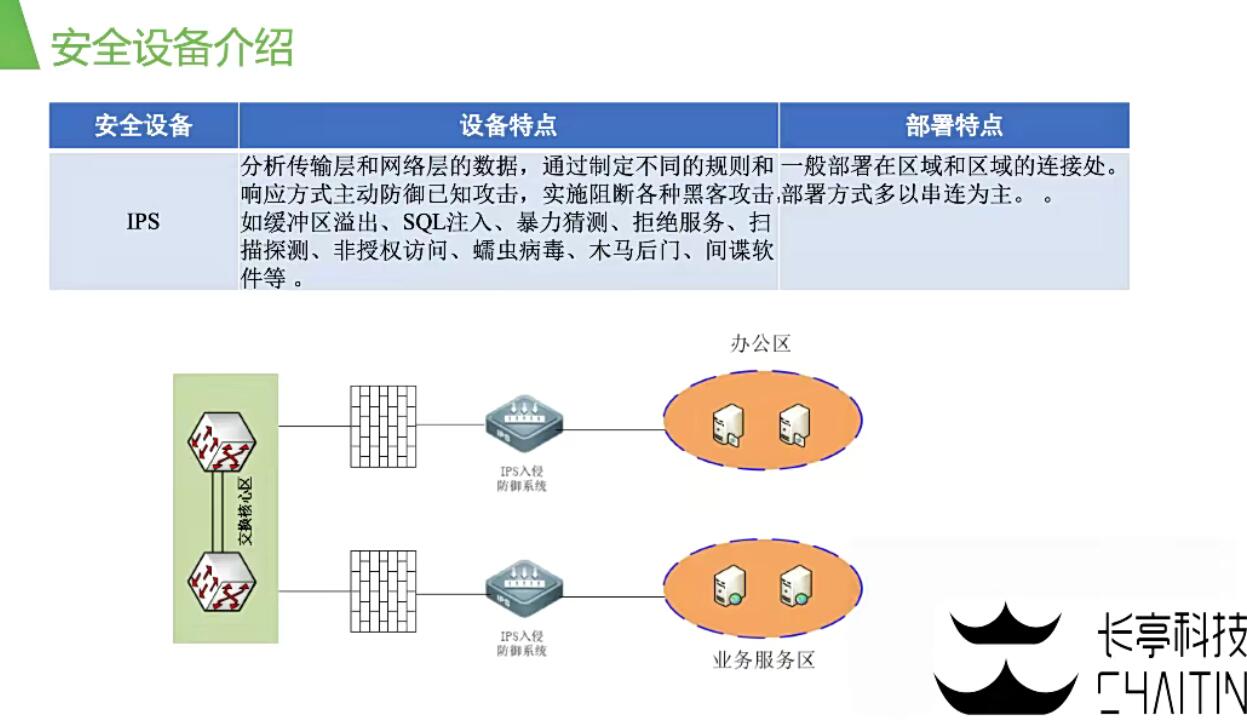 安全设备介绍
安全设备
设备特点
部署特点
IPS
分析传输层和网络层的数据，通过制定不同的规则和
响应方式主动防御已知攻击，实施阻断各种黑客攻击,
如缓冲区溢出、SQL注入、暴力猜测、拒绝服务、扫
描探测、非授权访问、蠕虫病毒、木马后门、间谍软
件等 。
一般部署在区域和区域的连接处。
部署方式多以串连为主。 。
办公区
交换核心区
IPS
IPS入侵
防御系统
IPS
IPS入侵
防御系统
业务服务区
长亭科技
CHAITIN